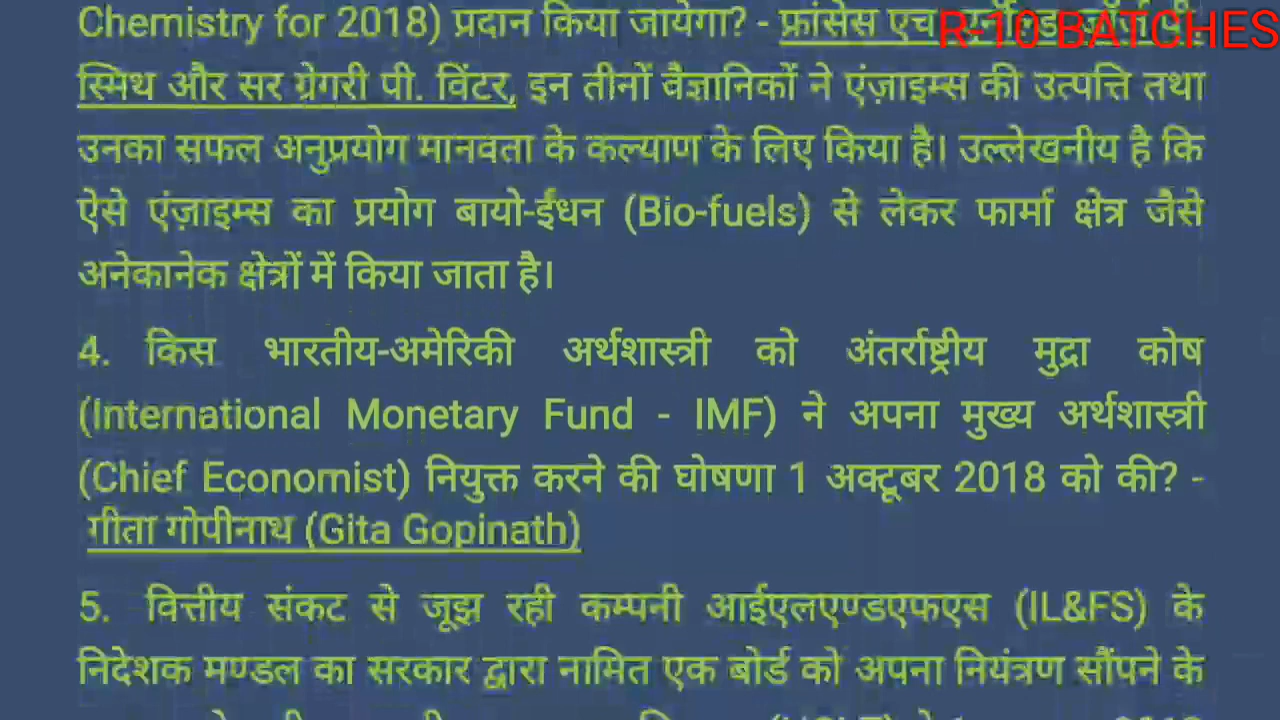 Chemistry for 2018) प्रदान किया जायेगा? - फ्रांसेस एच
R-10 BATCHES
स्मिथ और सर ग्रेगरी पी. विंटर, इन तीनों वैज्ञानिकों ने एंज़ाइम्स की उत्पत्ति तथा
उनका सफल अनुप्रयोग मानवता के कल्याण के लिए किया है। उल्लेखनीय है कि
ऐसे एंज़ाइम्स का प्रयोग बायो-ईंधन (Bio-fuels) से लेकर फार्मा क्षेत्र जैसे
अनेकानेक क्षेत्रों में किया जाता है।
4. किस भारतीय-अमेरिकी अर्थशास्त्री को अंतर्राष्ट्रीय मुद्रा कोष
(International Monetary Fund - IMF) ने अपना मुख्य अर्थशास्त्री
(Chief Economist) नियुक्त करने की घोषणा 1 अक्टूबर 2018 को की? -
गीता गोपीनाथ (Gita Gopinath)
5. वित्तीय संकट से जूझ रही कम्पनी आईएलएण्डएफएस (IL&FS) के
निदेशक मण्डल का सरकार द्वारा नामित एक बोर्ड को अपना नियंत्रण सौंपने के